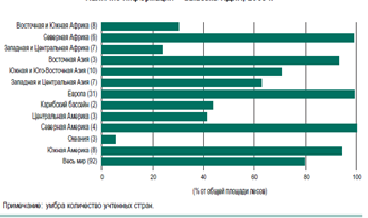 Восточная и Южная Африка (8)
Северная Африка (6)
Западная и Центральная Африка (7)
Восточная Азия (3)
Южная и Юго-Восточная Азия (10)
Западная и Центральная Азия (7)
Европа (31)
Карибский бассейн (2)
Центральная Америка (3)
Северная Америка (4)
Океания (3)
Южная Америка (8)
Весь мир (92)
0 20 40 60 80 100
(% от общей площади лесов)
Примечание: умбра количество учтенных стран.